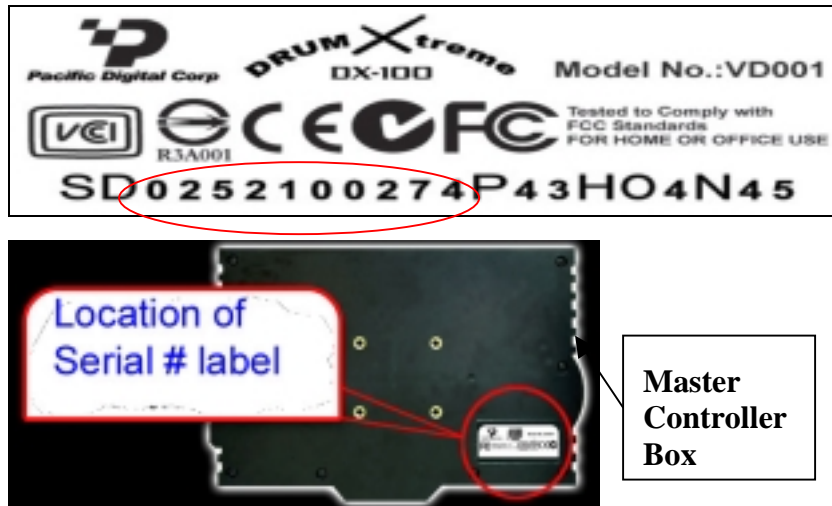 Pacific Digital Corp
DRUM Xtreme
DX-100
Model No.:VD001
VCI
R3A001
CE
FC
Tested to Comply with
FCC Standards
FOR HOME OR OFFICE USE
SD0252100274P43HO4N45
Location of
Serial # label
Master
Controller
Box